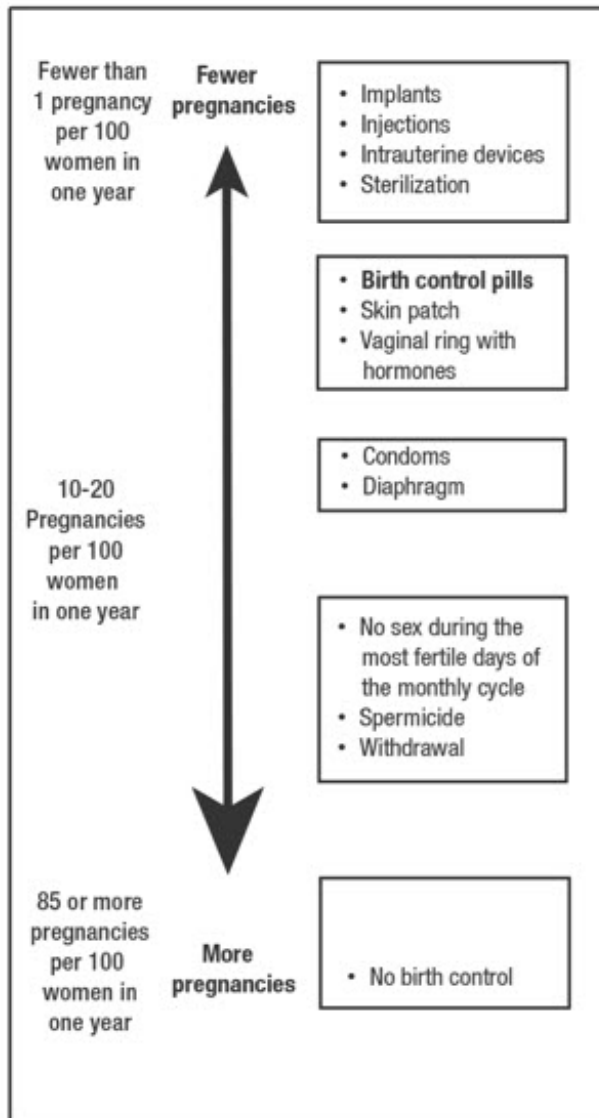 Fewer than
1 pregnancy
per 100
women in
one year
Fewer
pregnancies
• Implants
• Injections
• Intrauterine devices
• Sterilization
• Birth control pills
• Skin patch
• Vaginal ring with
hormones
10-20
Pregnancies
per 100
women
in one year
• Condoms
• Diaphragm
• No sex during the
most fertile days of
the monthly cycle
• Spermicide
• Withdrawal
85 or more
pregnancies
per 100
women in
one year
More
pregnancies
• No birth control